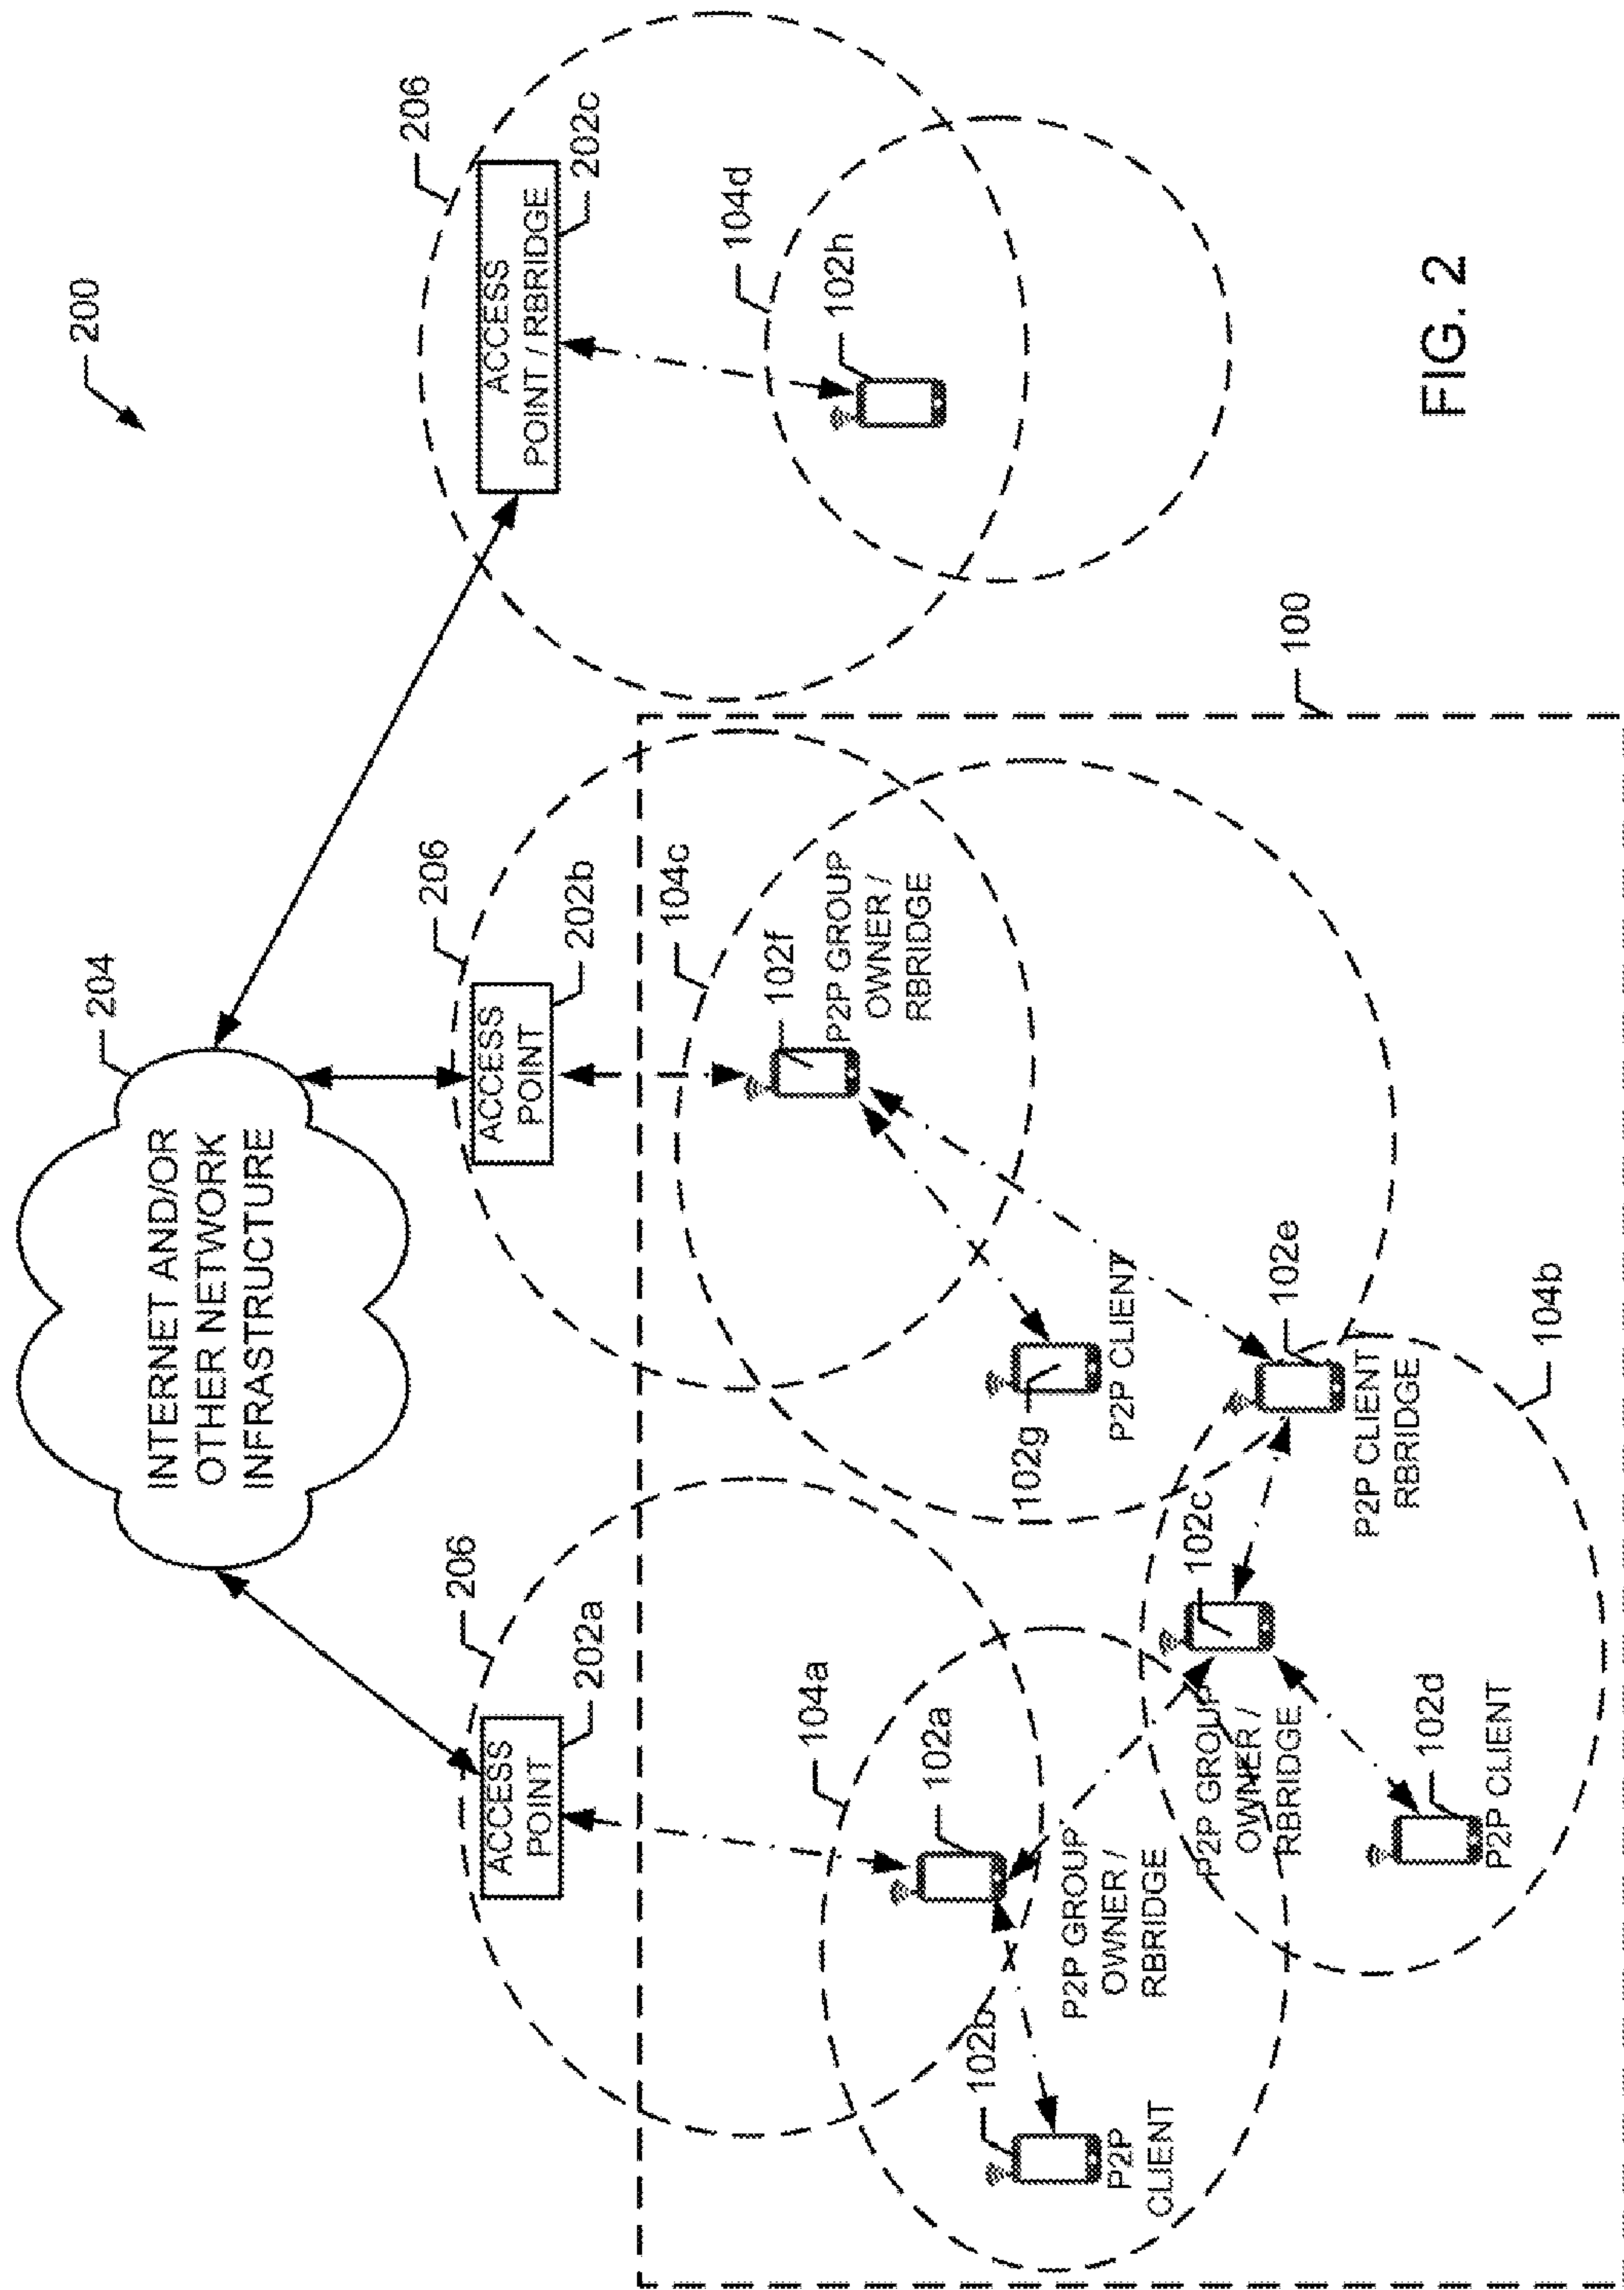 200
204
INTERNET AND/OR
OTHER NETWORK
INFRASTRUCTURE
206
ACCESS
POINT
202a
206
ACCESS
POINT
202b
206
ACCESS
POINT / RBRIDGE
202c
104a
102a
P2P GROUP
OWNER /
RBRIDGE
102b
P2P
CLIENT
104c
102f
P2P GROUP
OWNER /
RBRIDGE
102g
P2P CLIENT
104d
102h
102c
P2P GROUP
OWNER /
RBRIDGE
102e
P2P CLIENT
RBRIDGE
102d
P2P CLIENT
104b
100
FIG. 2